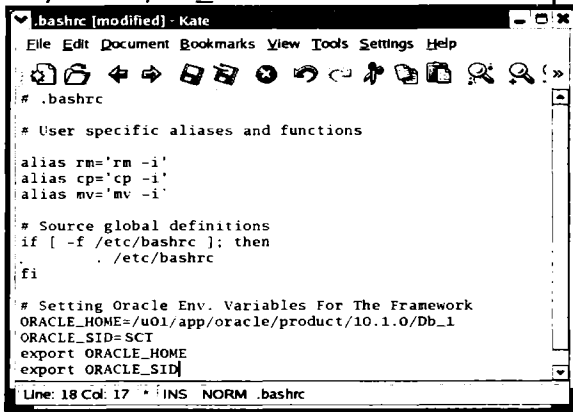 .bashrc [modified] - Kate
File Edit Document Bookmarks View Tools Settings Help
# .bashrc
# User specific aliases and functions
alias rm='rm -i'
alias cp='cp -i'
alias mv='mv -i'
# Source global definitions
if [ -f /etc/bashrc ]; then
. /etc/bashrc
fi
# Setting Oracle Env. Variables For The Framework
ORACLE_HOME=/u01/app/oracle/product/10.1.0/Db_1
ORACLE_SID=SCT
export ORACLE_HOME
export ORACLE_SID
Line: 18 Col: 17 * INS NORM .bashrc